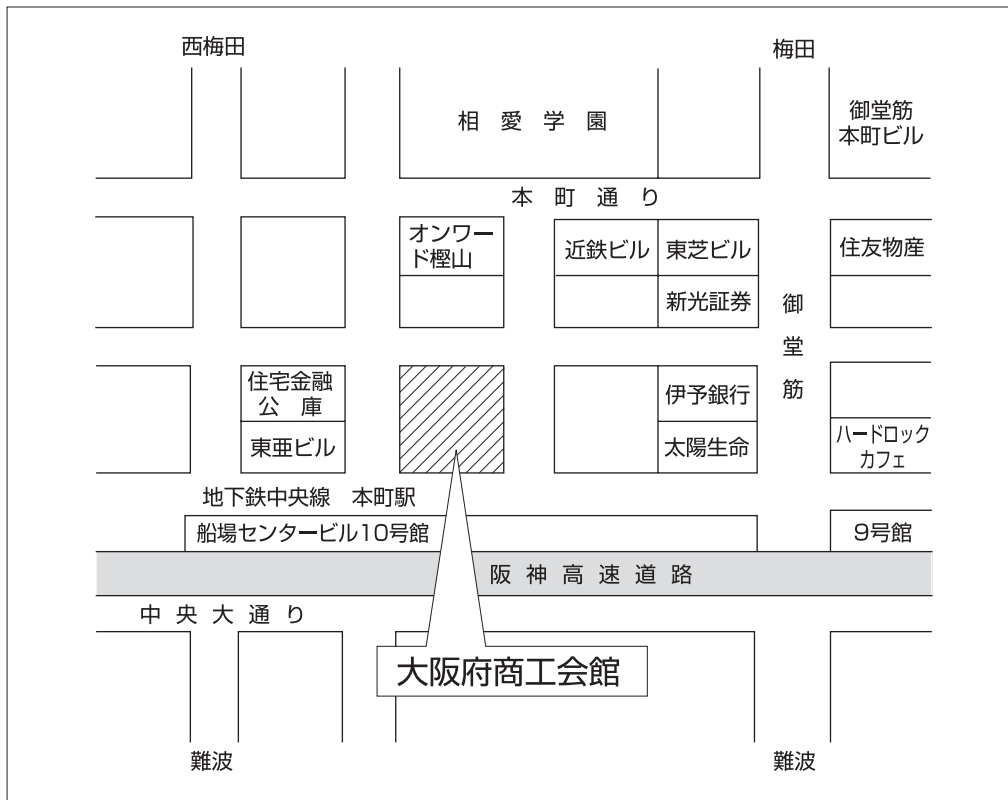 西梅田
梅田
相愛学園
御堂筋
本町ビル
本町通り
オンワー
ド樫山
近鉄ビル
東芝ビル
住友物産
新光証券
御堂筋
住宅金融
公庫
伊予銀行
東亜ビル
太陽生命
ハードロック
カフェ
地下鉄中央線 本町駅
船場センタービル10号館
9号館
阪神高速道路
中央大通り
大阪府商工会館
難波
難波